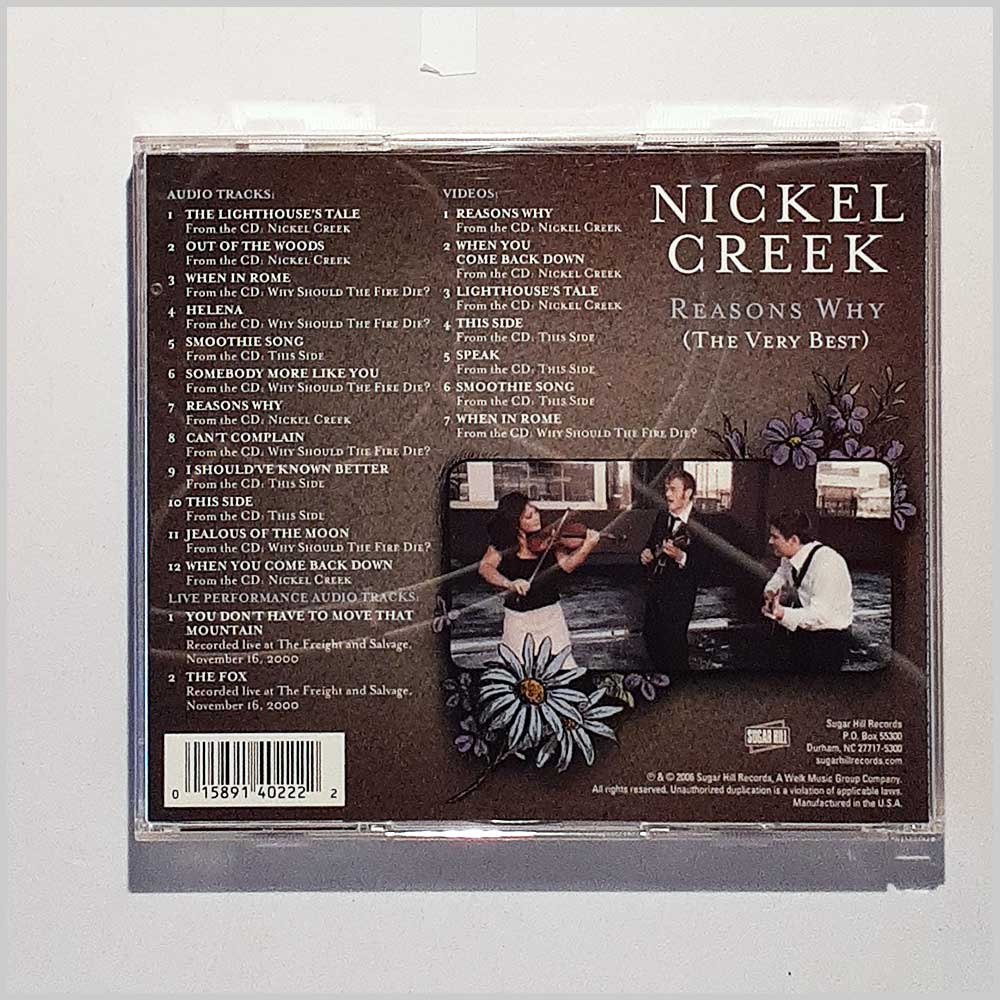 AUDIO TRACKS:
1 THE LIGHTHOUSE'S TALE
From the CD: NICKEL CREEK
2 OUT OF THE WOODS
From the CD: NICKEL CREEK
3 WHEN IN ROME
From the CD: WHY SHOULD THE FIRE DIE?
4 HELENA
From the CD: WHY SHOULD THE FIRE DIE?
5 SMOOTHIE SONG
From the CD: THIS SIDE
6 SOMEBODY MORE LIKE YOU
From the CD: WHY SHOULD THE FIRE DIE?
7 REASONS WHY
From the CD: NICKEL CREEK
8 CAN'T COMPLAIN
From the CD: WHY SHOULD THE FIRE DIE?
9 I SHOULD'VE KNOWN BETTER
From the CD: THIS SIDE
10 THIS SIDE
From the CD: THIS SIDE
11 JEALOUS OF THE MOON
From the CD: WHY SHOULD THE FIRE DIE?
12 WHEN YOU COME BACK DOWN
From the CD: NICKEL CREEK
LIVE PERFORMANCE AUDIO TRACKS:
1 YOU DON'T HAVE TO MOVE THAT
MOUNTAIN
Recorded live at The Freight and Salvage,
November 16, 2000
2 THE FOX
Recorded live at The Freight and Salvage,
November 16, 2000
VIDEOS:
1 REASONS WHY
From the CD: NICKEL CREEK
2 WHEN YOU
COME BACK DOWN
From the CD: NICKEL CREEK
3 LIGHTHOUSE'S TALE
From the CD: NICKEL CREEK
4 THIS SIDE
From the CD: THIS SIDE
5 SPEAK
From the CD: THIS SIDE
6 SMOOTHIE SONG
From the CD: THIS SIDE
7 WHEN IN ROME
From the CD: WHY SHOULD THE FIRE DIE?
NICKEL
CREEK
REASONS WHY
(THE VERY BEST)
0 15891 40222 2
SUGAR HILL
Sugar Hill Records
P.O. Box 55300
Durham, NC 27717-5300
sugarhillrecords.com
℗ & © 2006 Sugar Hill Records, A Welk Music Group Company.
All rights reserved. Unauthorized duplication is a violation of applicable laws.
Manufactured in the U.S.A.